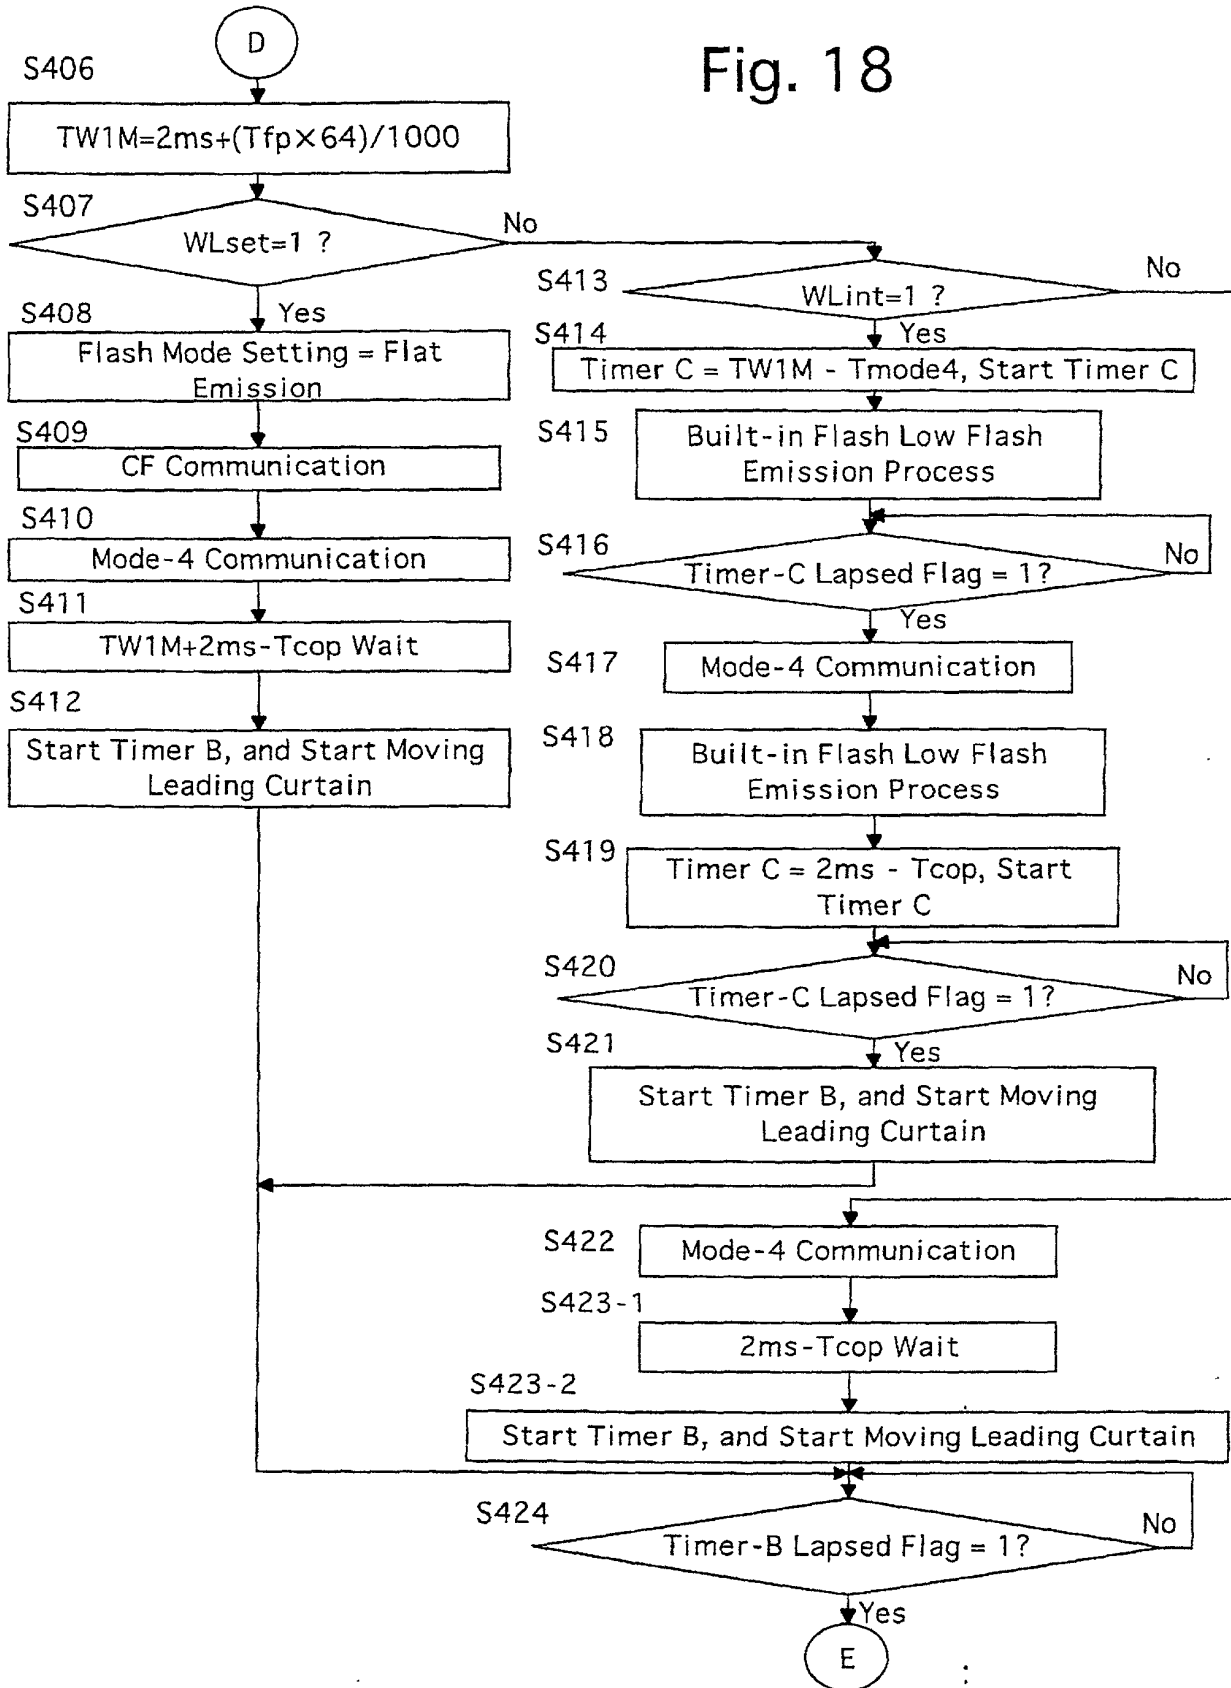 Fig. 18
D
S406
TW1M=2ms+(Tfp×64)/1000
S407
WLset=1 ?
No
Yes
S408
Flash Mode Setting = Flat
Emission
S409
CF Communication
S410
Mode-4 Communication
S411
TW1M+2ms-Tcop Wait
S412
Start Timer B, and Start Moving
Leading Curtain
S413
WLint=1 ?
No
Yes
S414
Timer C = TW1M - Tmode4, Start Timer C
S415
Built-in Flash Low Flash
Emission Process
S416
Timer-C Lapsed Flag = 1?
No
Yes
S417
Mode-4 Communication
S418
Built-in Flash Low Flash
Emission Process
S419
Timer C = 2ms - Tcop, Start
Timer C
S420
Timer-C Lapsed Flag = 1?
No
Yes
S421
Start Timer B, and Start Moving
Leading Curtain
S422
Mode-4 Communication
S423-1
2ms-Tcop Wait
S423-2
Start Timer B, and Start Moving Leading Curtain
S424
Timer-B Lapsed Flag = 1?
No
Yes
E